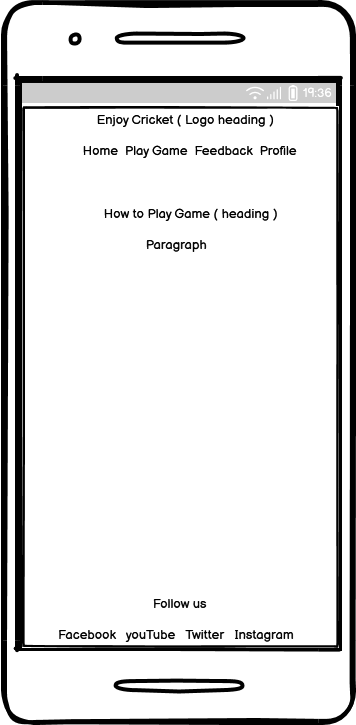 19:36
Enjoy Cricket ( Logo heading )
Home Play Game Feedback Profile
How to Play Game ( heading )
Paragraph
Follow us
Facebook youTube Twitter Instagram